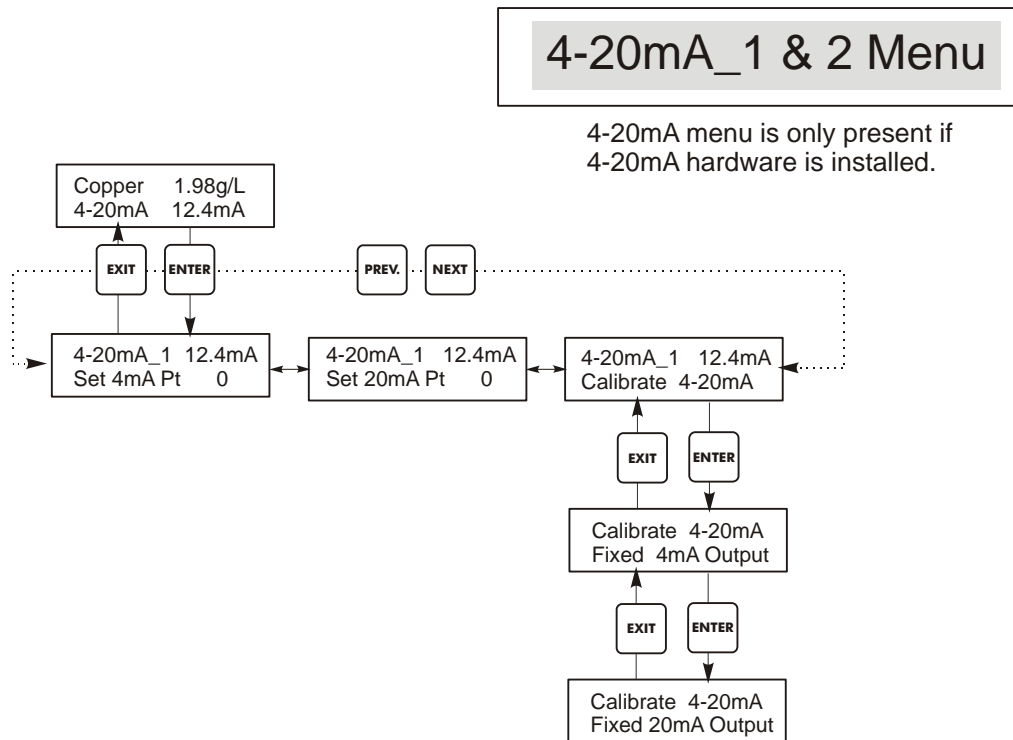 4-20mA_1 & 2 Menu
4-20mA menu is only present if
4-20mA hardware is installed.
Copper 1.98g/L
4-20mA 12.4mA
EXIT
ENTER
PREV.
NEXT
4-20mA_1 12.4mA
Set 4mA Pt 0
4-20mA_1 12.4mA
Set 20mA Pt 0
4-20mA_1 12.4mA
Calibrate 4-20mA
EXIT
ENTER
Calibrate 4-20mA
Fixed 4mA Output
EXIT
ENTER
Calibrate 4-20mA
Fixed 20mA Output